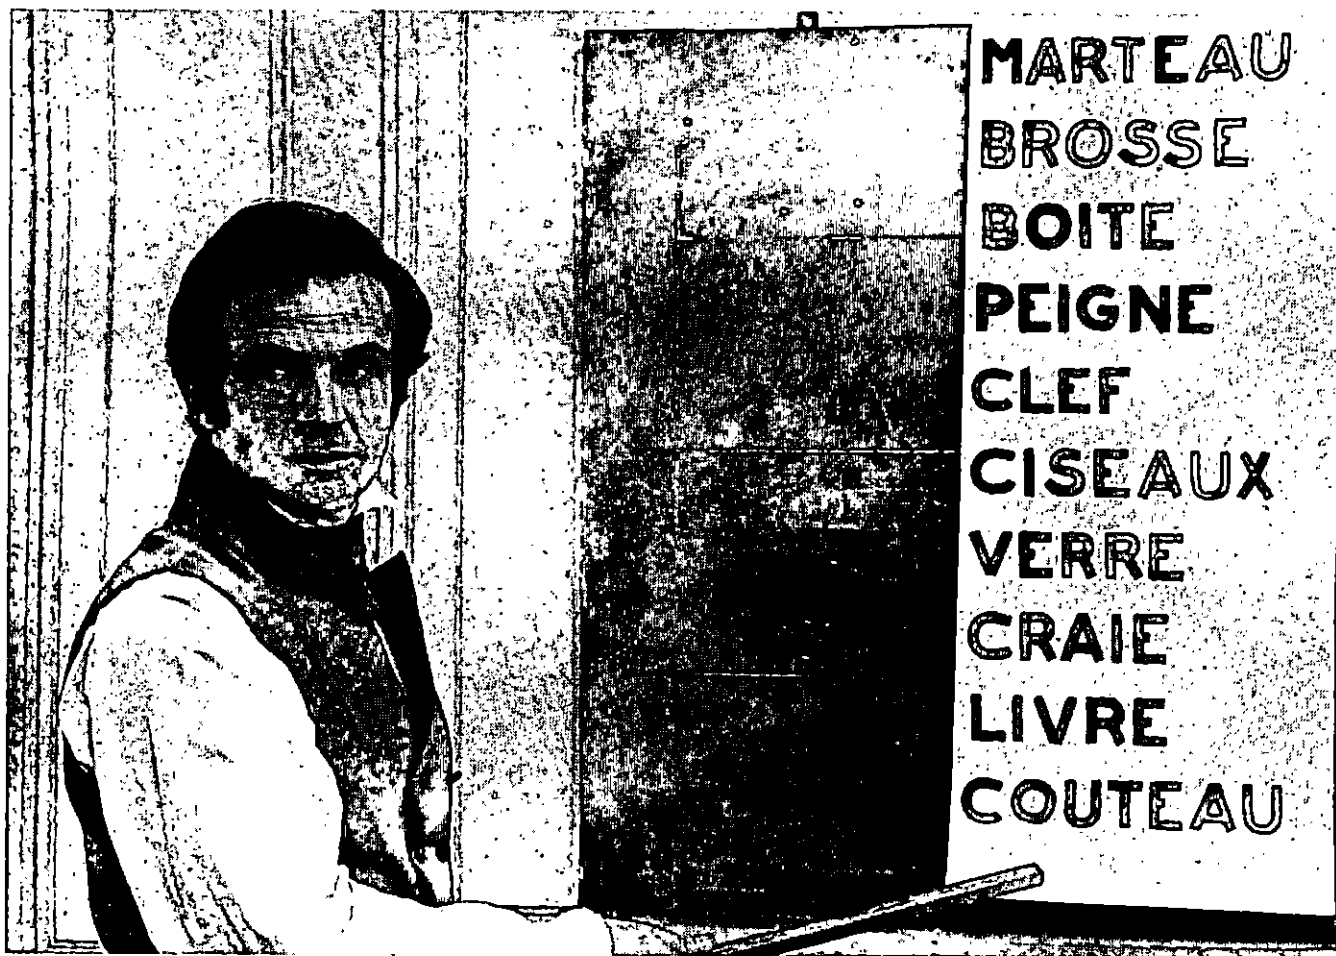 MARTEAU
BROSSE
BOITE
PEIGNE
CLEF
CISEAUX
VERRE
CRAIE
LIVRE
COUTEAU